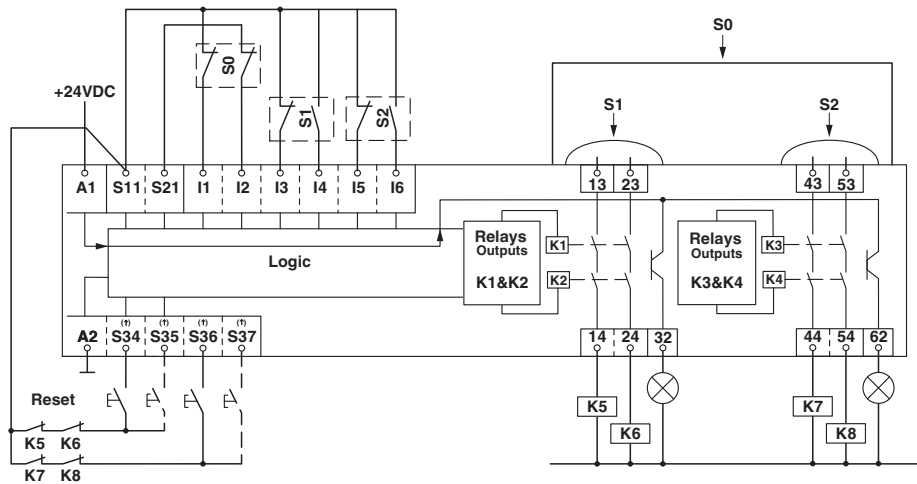 S0
+24VDC
S0
S1
S2
S1
S2
A1 S11 S21 I1 I2 I3 I4 I5 I6
13 23
43 53
Logic
Relays
Outputs
K1&K2
K1
K2
Relays
Outputs
K3&K4
K3
K4
(†) (†) (†) (†)
A2 S34 S35 S36 S37
14 24 32
44 54 62
Reset
K5 K6
K7 K8
K5
K6
K7
K8